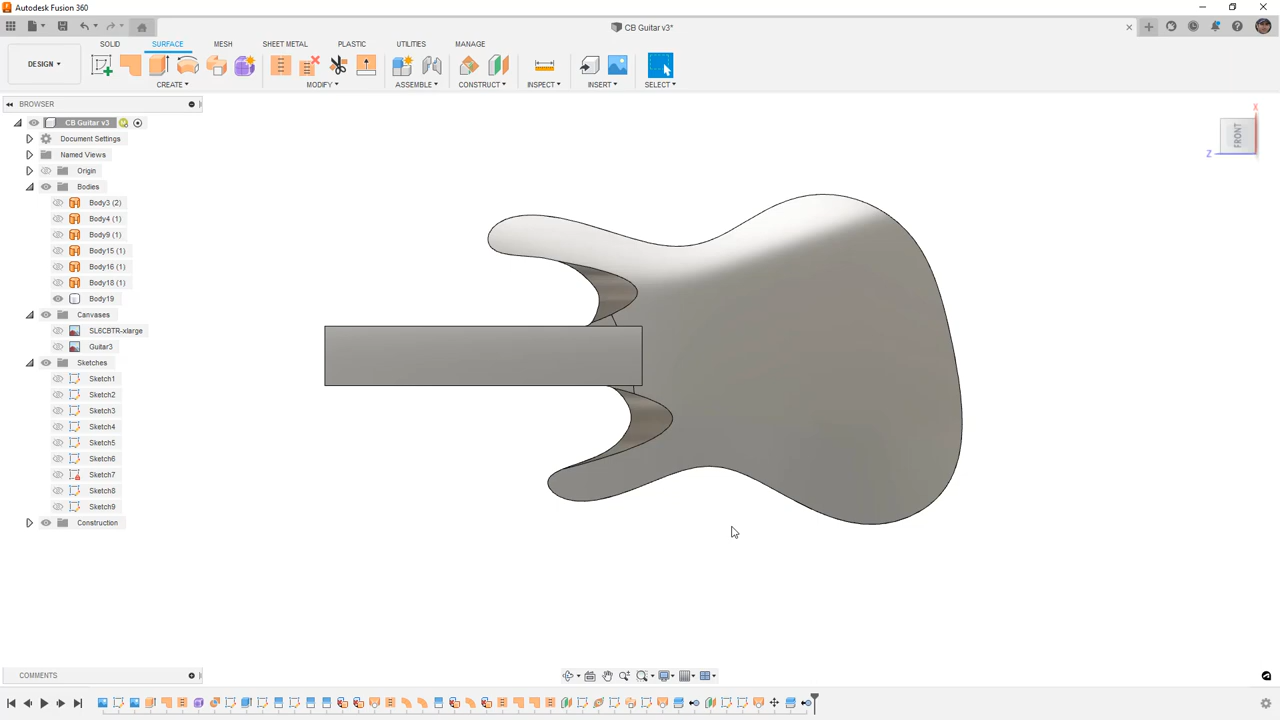 Autodesk Fusion 360
CB Guitar v3*
SOLID SURFACE MESH SHEET METAL PLASTIC UTILITIES MANAGE
DESIGN
CREATE MODIFY ASSEMBLE CONSTRUCT INSPECT INSERT SELECT
BROWSER
CB Guitar v3
Document Settings
Named Views
Origin
Bodies
Body3 (2)
Body4 (1)
Body9 (1)
Body15 (1)
Body16 (1)
Body18 (1)
Body19
Canvases
SL6CBTR-xlarge
Guitar3
Sketches
Sketch1
Sketch2
Sketch3
Sketch4
Sketch5
Sketch6
Sketch7
Sketch8
Sketch9
Construction
X
FRONT
Z
COMMENTS